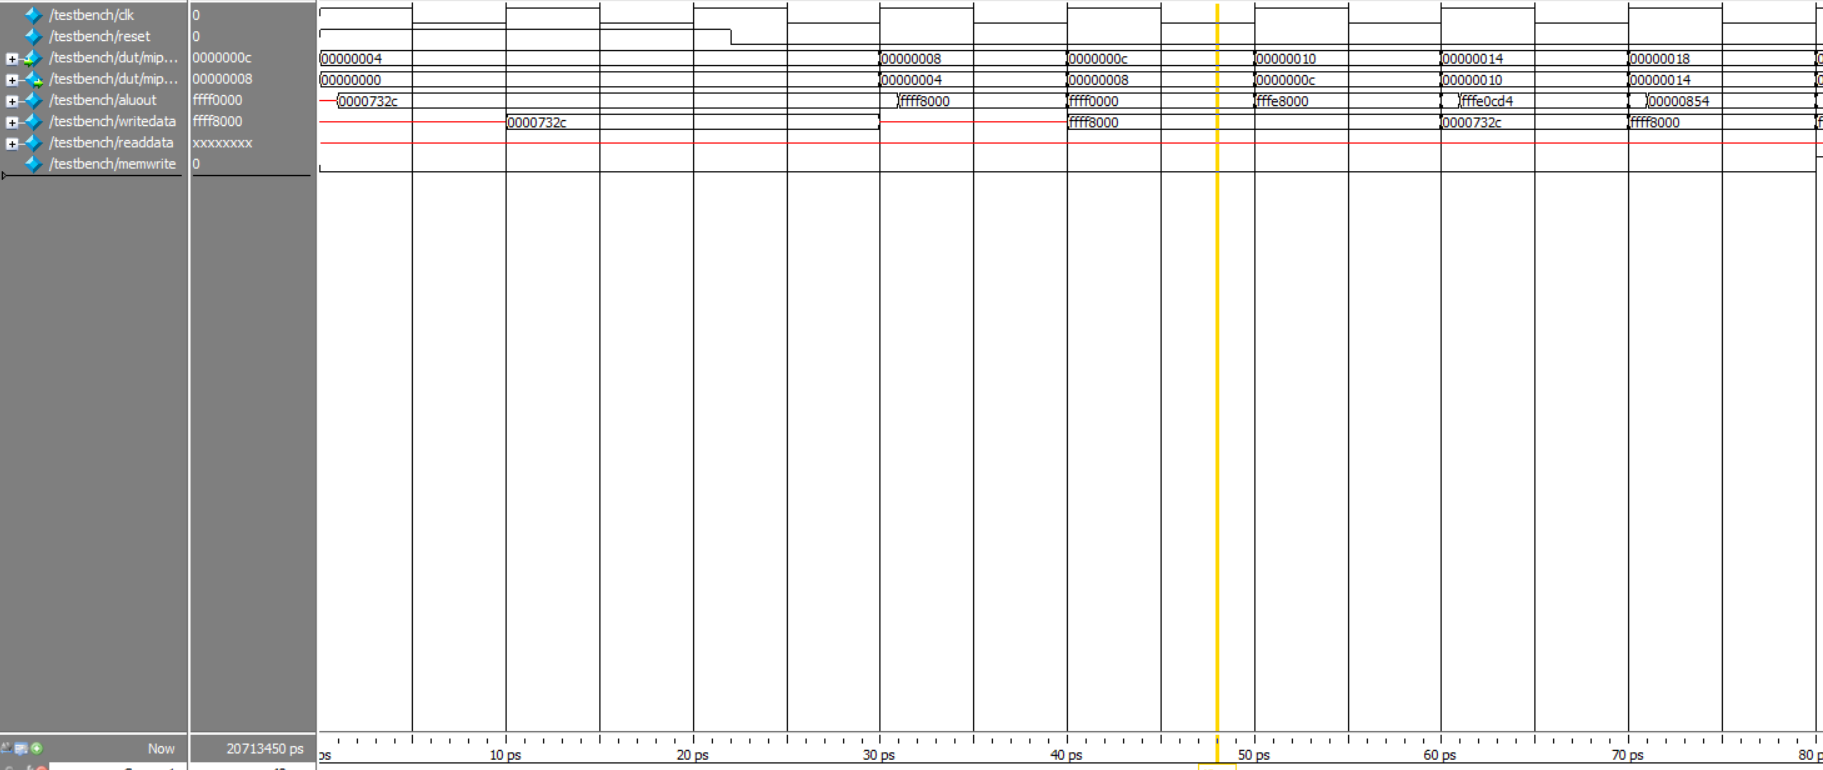 /testbench/clk 0
/testbench/reset 0
/testbench/dut/mip... 0000000c 00000004 00000008 0000000c 00000010 00000014 00000018
/testbench/dut/mip... 00000008 00000000 00000004 00000008 0000000c 00000010 00000014
/testbench/aluout ffff0000 0000732c ffff8000 ffff0000 fffe8000 fffe0cd4 00000854
/testbench/writedata ffff8000 0000732c ffff8000 0000732c ffff8000
/testbench/readdata xxxxxxxx
/testbench/memwrite 0
Now 20713450 ps ps 10 ps 20 ps 30 ps 40 ps 50 ps 60 ps 70 ps 80 p